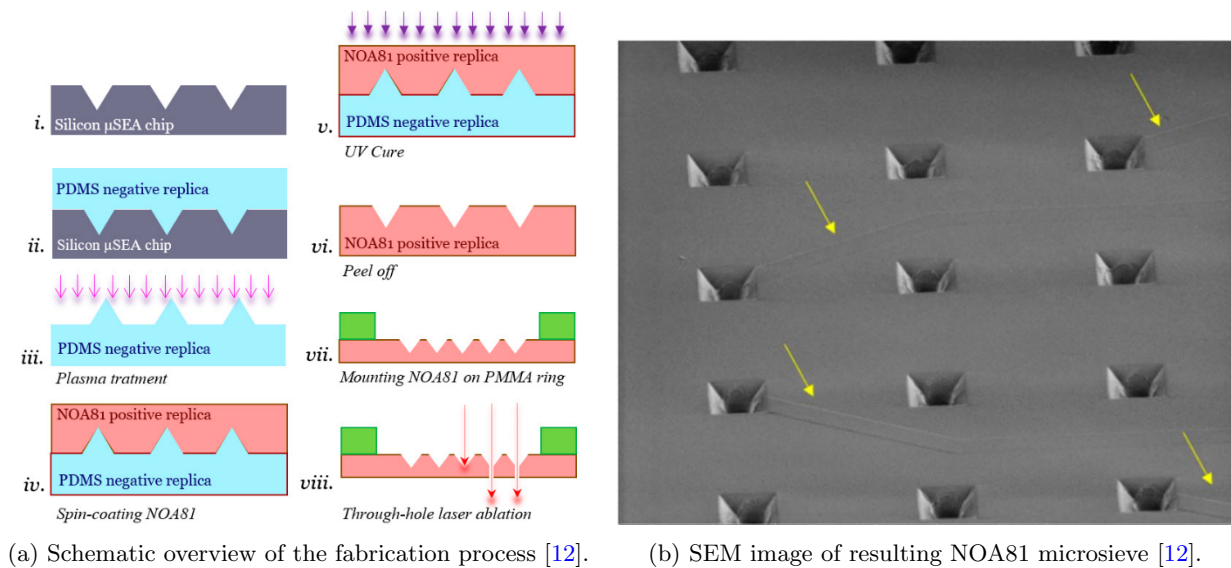 i.
Silicon µSEA chip
PDMS negative replica
ii.
Silicon µSEA chip
iii.
PDMS negative replica
Plasma tratment
NOA81 positive replica
iv.
PDMS negative replica
Spin-coating NOA81
NOA81 positive replica
v.
PDMS negative replica
UV Cure
vi.
NOA81 positive replica
Peel off
vii.
Mounting NOA81 on PMMA ring
viii.
Through-hole laser ablation
(a) Schematic overview of the fabrication process [12].
(b) SEM image of resulting NOA81 microsieve [12].